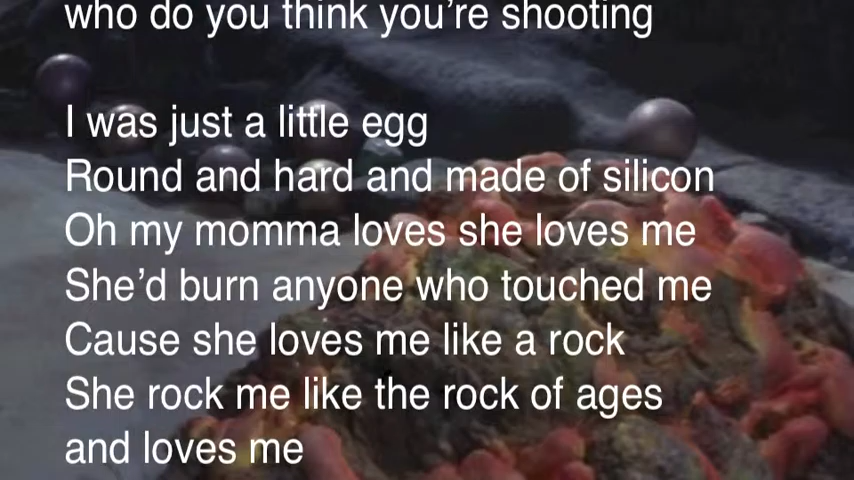 who do you think you're shooting
I was just a little egg
Round and hard and made of silicon
Oh my momma loves she loves me
She'd burn anyone who touched me
Cause she loves me like a rock
She rock me like the rock of ages
and loves me